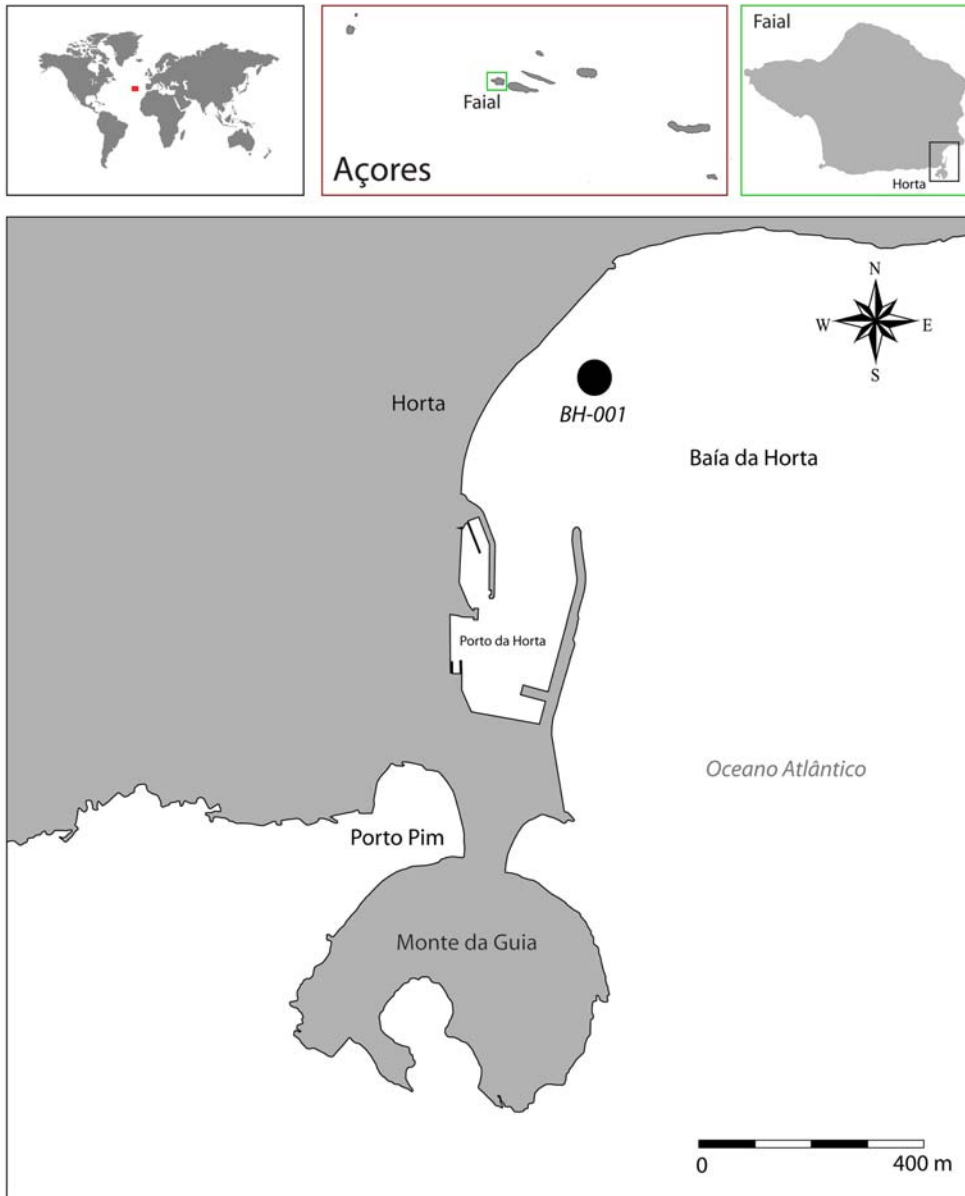 Faial
Faial
Açores
Horta
N
W
E
S
Horta
BH-001
Baía da Horta
Porto da Horta
Oceano Atlântico
Porto Pim
Monte da Guia
0
400 m